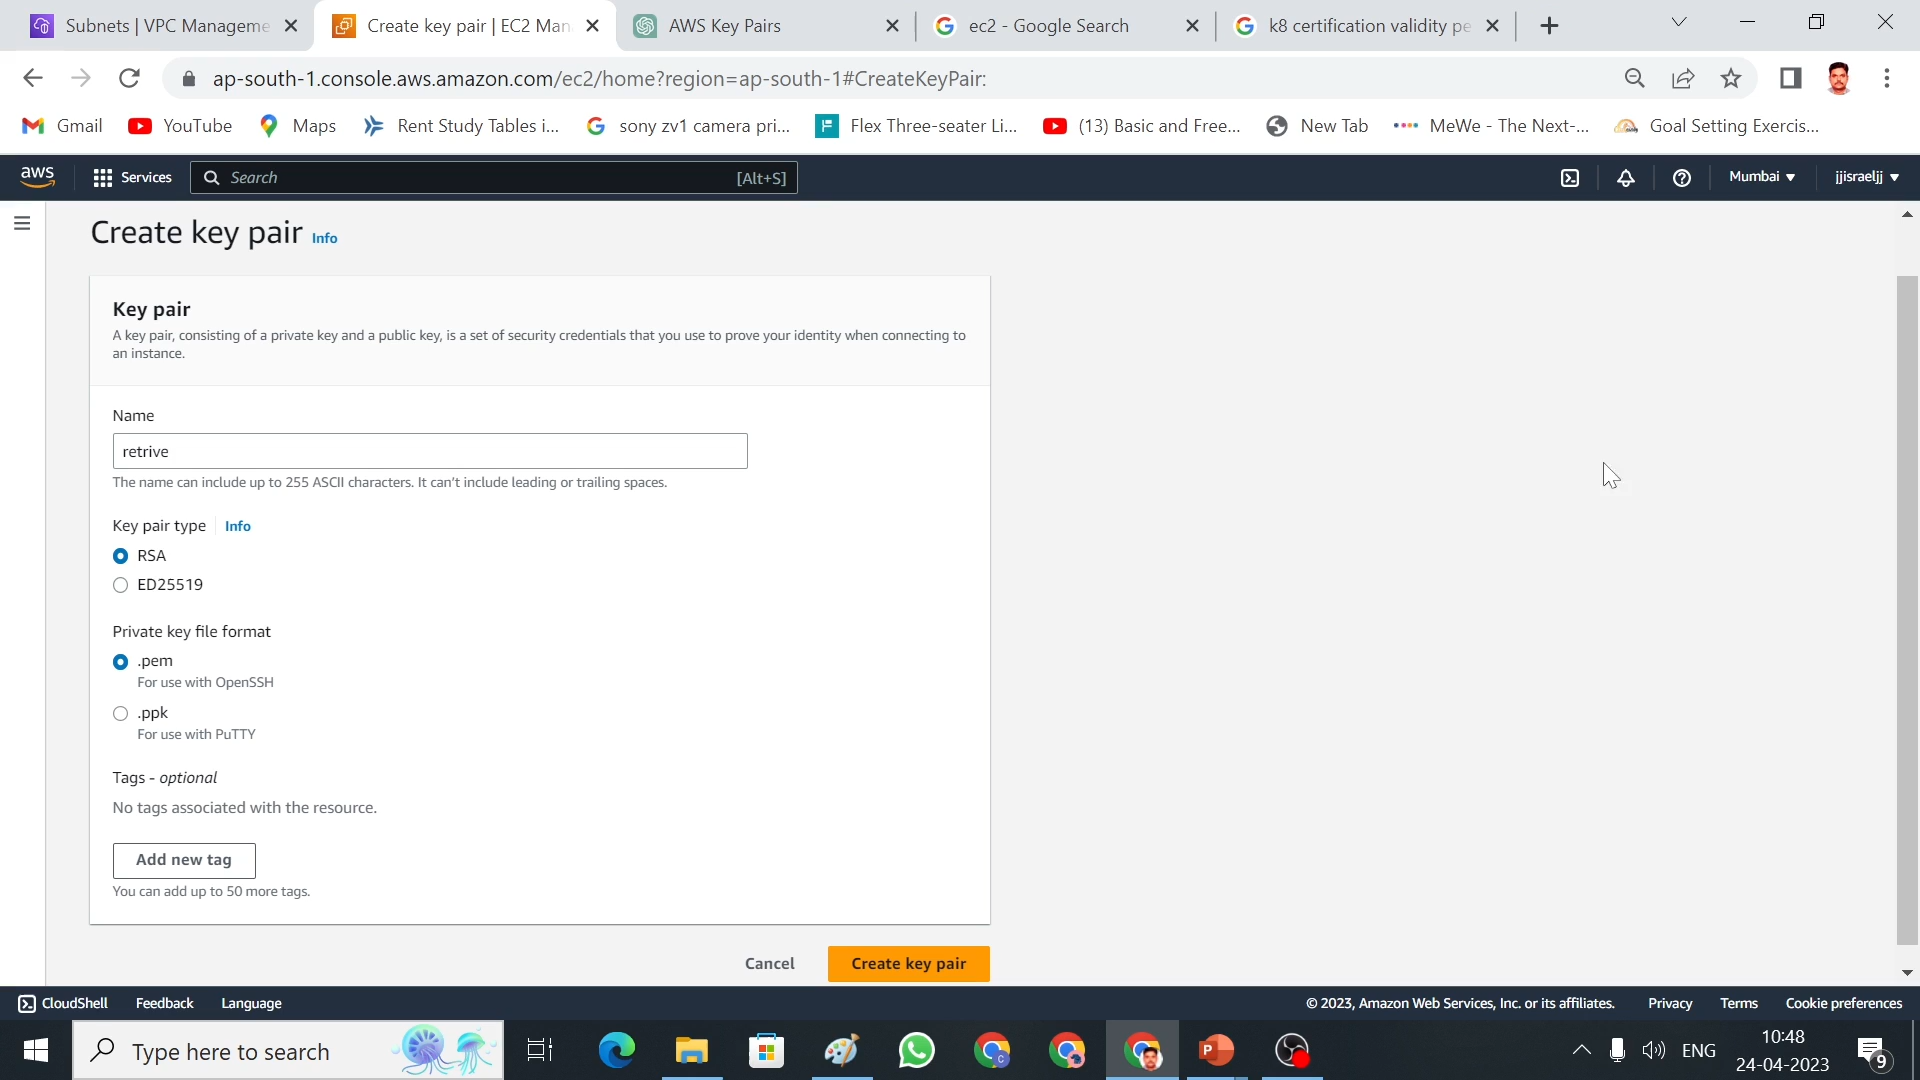 Subnets | VPC Manageme
Create key pair | EC2 Man
AWS Key Pairs
ec2 - Google Search
k8 certification validity pe
ap-south-1.console.aws.amazon.com/ec2/home?region=ap-south-1#CreateKeyPair:
Gmail
YouTube
Maps
Rent Study Tables i...
sony zv1 camera pri...
Flex Three-seater Li...
(13) Basic and Free...
New Tab
MeWe - The Next-...
Goal Setting Exercis...
aws
Services
Search
[Alt+S]
Mumbai
jjisraeljj
Create key pair Info
Key pair
A key pair, consisting of a private key and a public key, is a set of security credentials that you use to prove your identity when connecting to
an instance.
Name
retrive
The name can include up to 255 ASCII characters. It can't include leading or trailing spaces.
Key pair type Info
RSA
ED25519
Private key file format
.pem
For use with OpenSSH
.ppk
For use with PuTTY
Tags - optional
No tags associated with the resource.
Add new tag
You can add up to 50 more tags.
Cancel
Create key pair
CloudShell
Feedback
Language
© 2023, Amazon Web Services, Inc. or its affiliates.
Privacy
Terms
Cookie preferences
Type here to search
ENG
10:48
24-04-2023
9